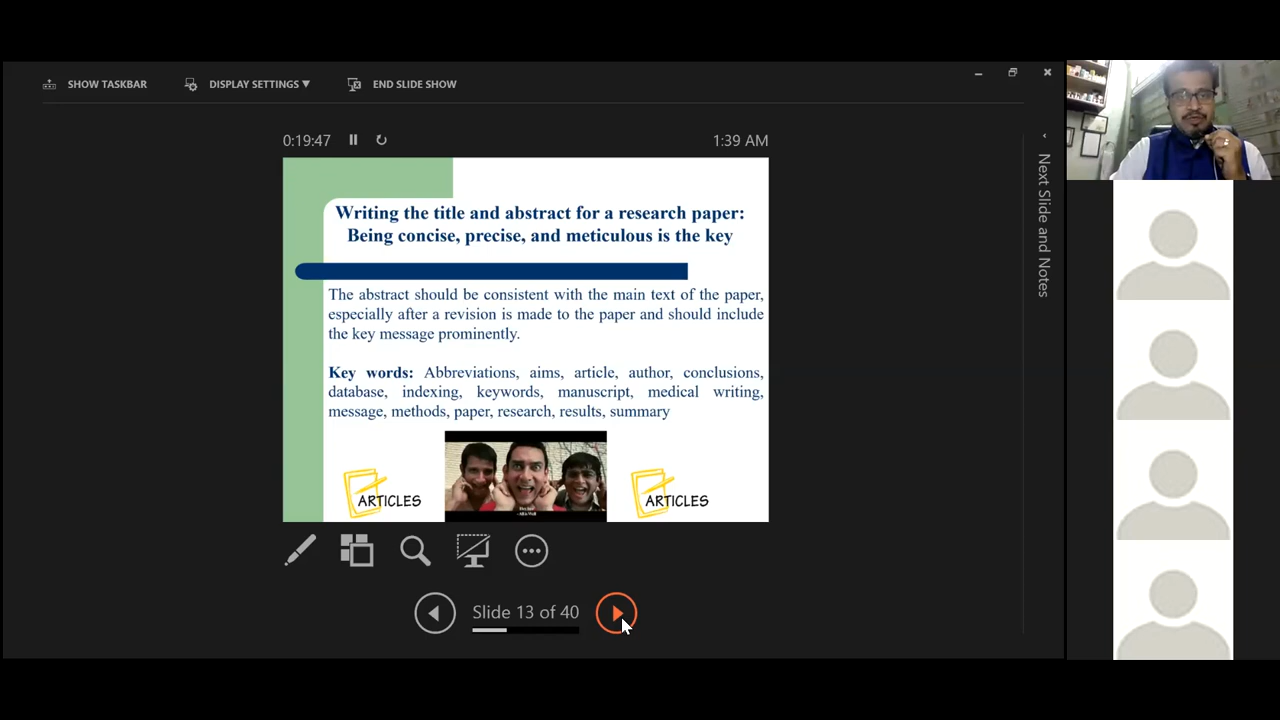 SHOW TASKBAR
DISPLAY SETTINGS ▼
END SLIDE SHOW
0:19:47
1:39 AM
Writing the title and abstract for a research paper:
Being concise, precise, and meticulous is the key
The abstract should be consistent with the main text of the paper,
especially after a revision is made to the paper and should include
the key message prominently.
Key words: Abbreviations, aims, article, author, conclusions,
database, indexing, keywords, manuscript, medical writing,
message, methods, paper, research, results, summary
ARTICLES
ARTICLES
Slide 13 of 40
Next Slide and Notes